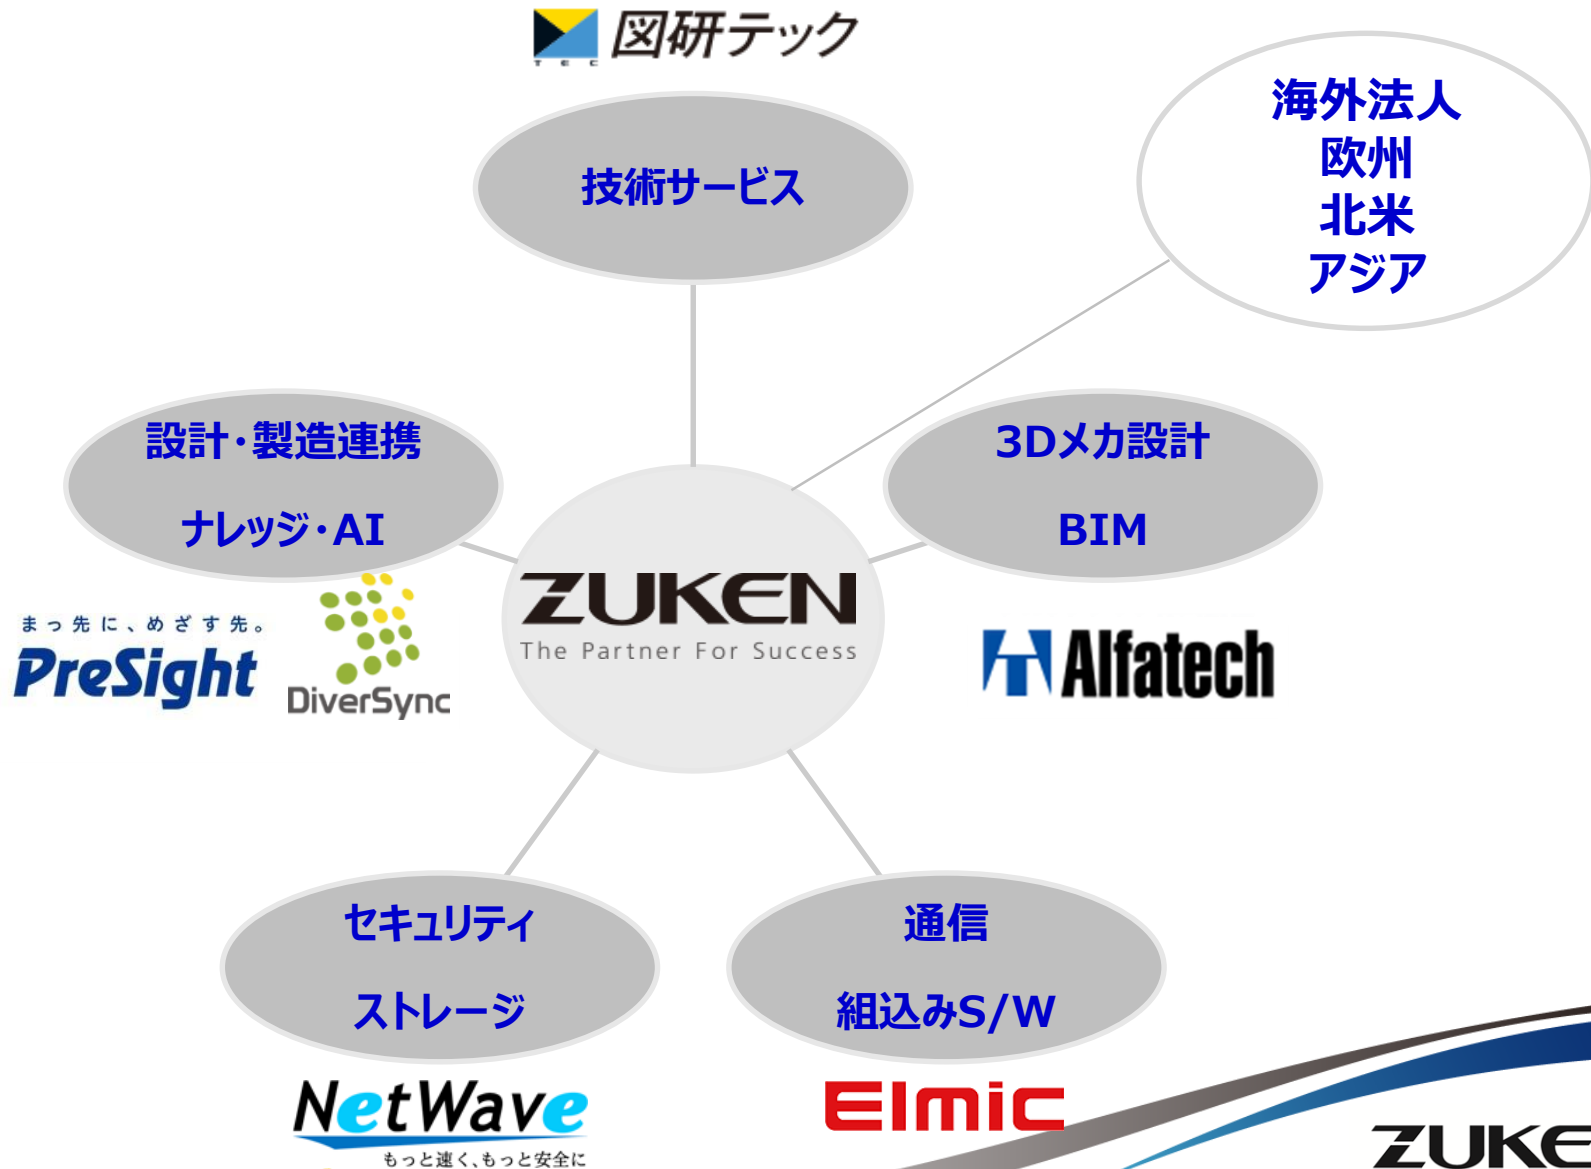 TEC
図研テック
技術サービス
海外法人
欧州
北米
アジア
設計・製造連携
ナレッジ・AI
3Dメカ設計
BIM
ZUKEN
The Partner For Success
まっ先に、めざす先。
PreSight
DiverSync
Alfatech
セキュリティ
ストレージ
通信
組込みS/W
NetWave
もっと速く、もっと安全に
Elmic
ZUKE